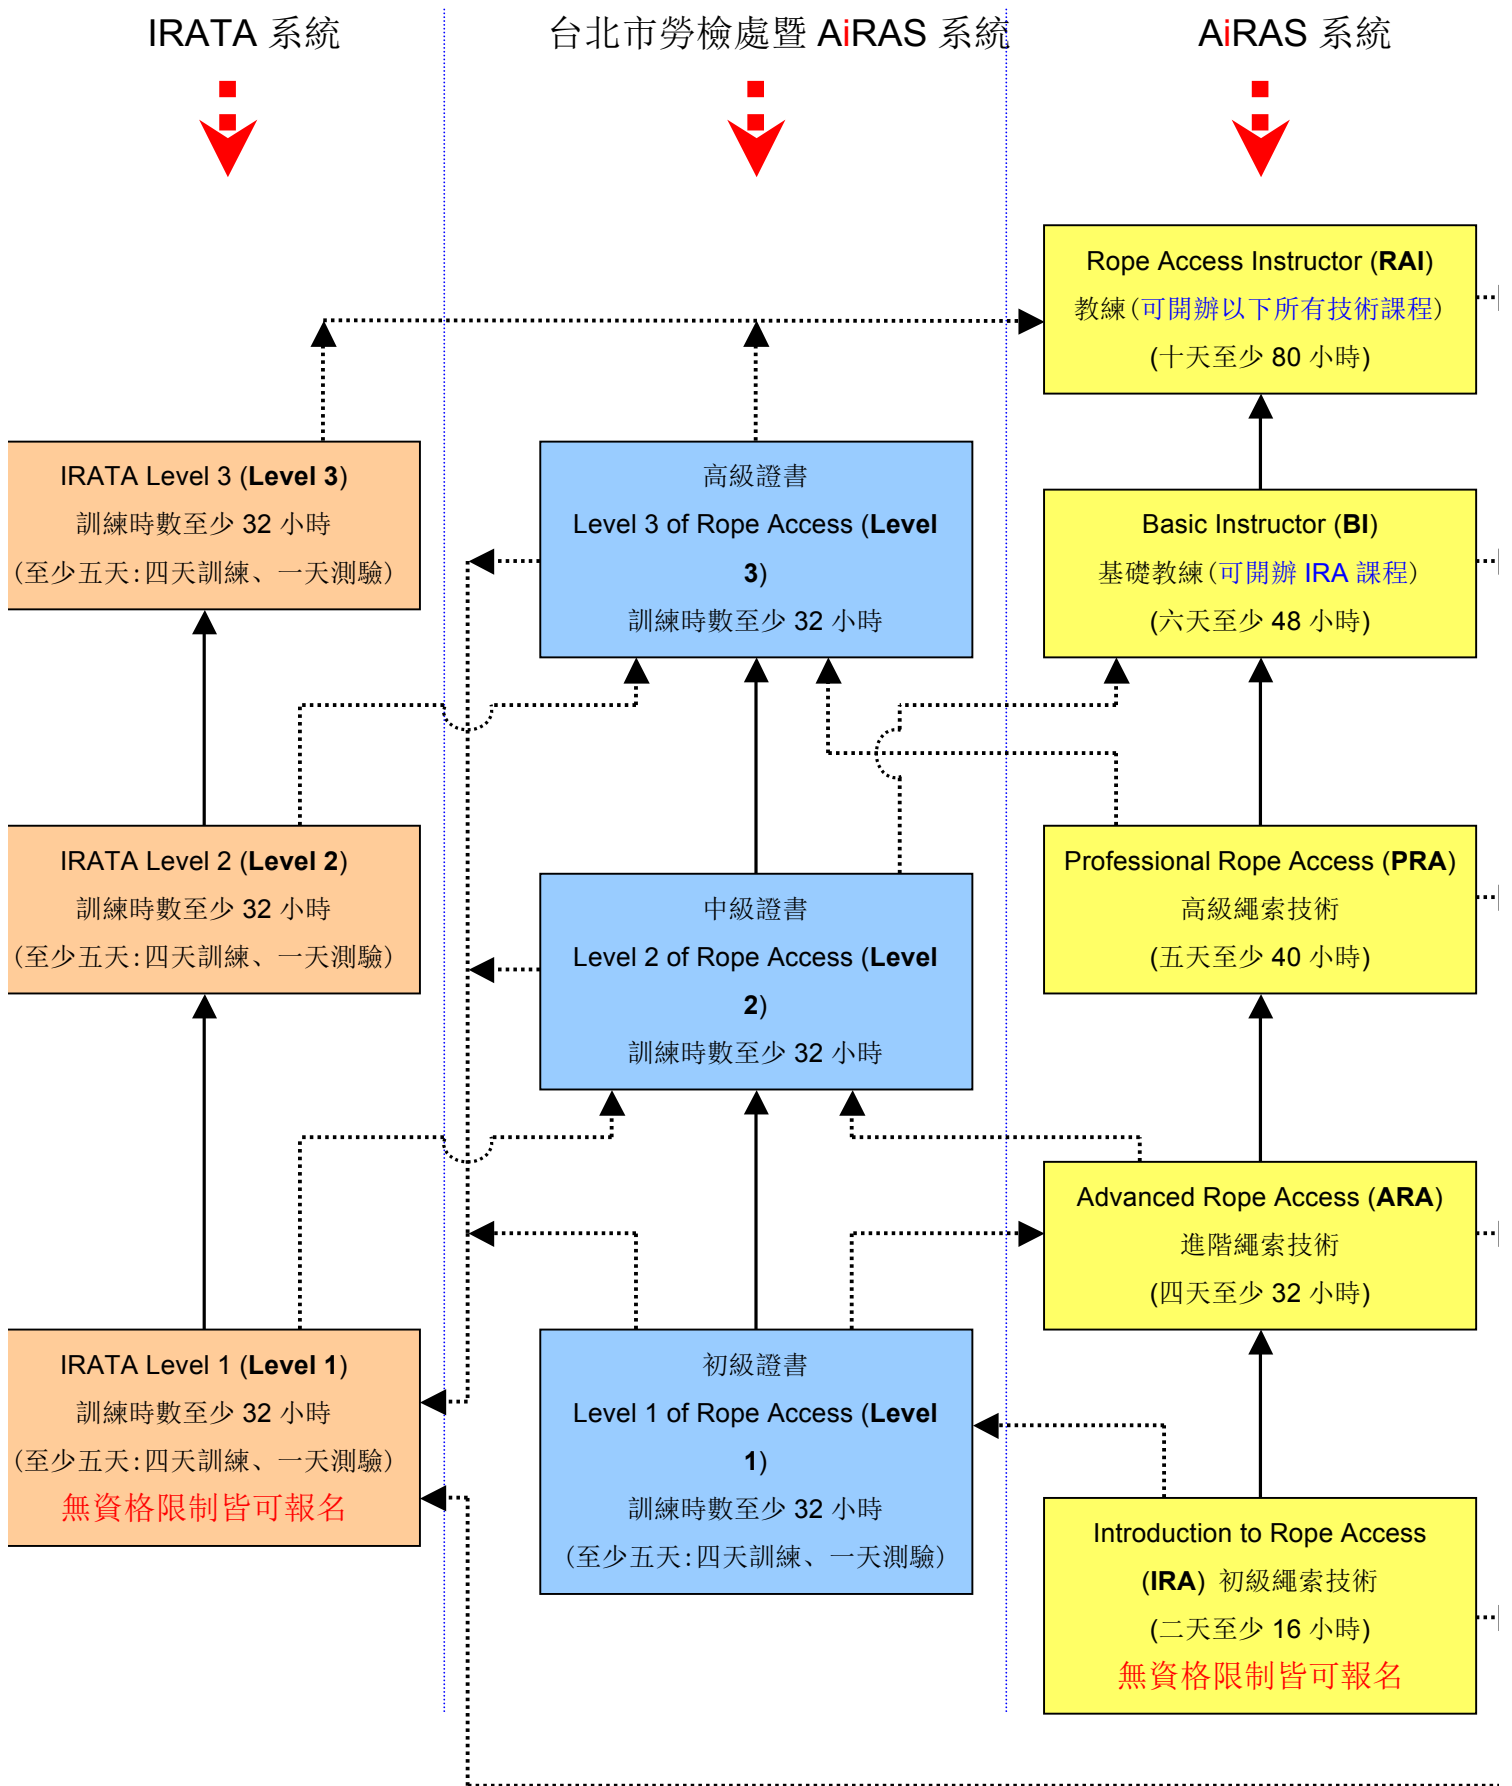 IRATA 系統
台北市勞檢處暨 AiRAS 系統
AiRAS 系統
Rope Access Instructor (RAI)
教練(可開辦以下所有技術課程)
(十天至少 80 小時)
IRATA Level 3 (Level 3)
訓練時數至少 32 小時
(至少五天:四天訓練、一天測驗)
高級證書
Level 3 of Rope Access (Level
3)
訓練時數至少 32 小時
Basic Instructor (BI)
基礎教練(可開辦 IRA 課程)
(六天至少 48 小時)
IRATA Level 2 (Level 2)
訓練時數至少 32 小時
(至少五天:四天訓練、一天測驗)
中級證書
Level 2 of Rope Access (Level
2)
訓練時數至少 32 小時
Professional Rope Access (PRA)
高級繩索技術
(五天至少 40 小時)
Advanced Rope Access (ARA)
進階繩索技術
(四天至少 32 小時)
IRATA Level 1 (Level 1)
訓練時數至少 32 小時
(至少五天:四天訓練、一天測驗)
無資格限制皆可報名
初級證書
Level 1 of Rope Access (Level
1)
訓練時數至少 32 小時
(至少五天:四天訓練、一天測驗)
Introduction to Rope Access
(IRA) 初級繩索技術
(二天至少 16 小時)
無資格限制皆可報名